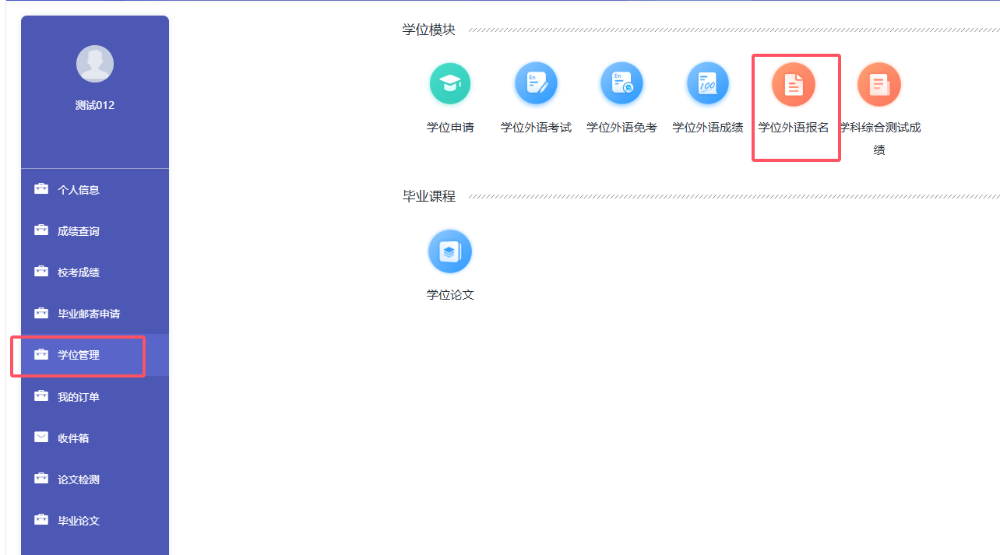 测试012
个人信息
成绩查询
校考成绩
毕业邮寄申请
学位管理
我的订单
收件箱
论文检测
毕业论文
学位模块
En
En
免
100
学位申请
学位外语考试
学位外语免考
学位外语成绩
学位外语报名
学科综合测试成
绩
毕业课程
学位论文